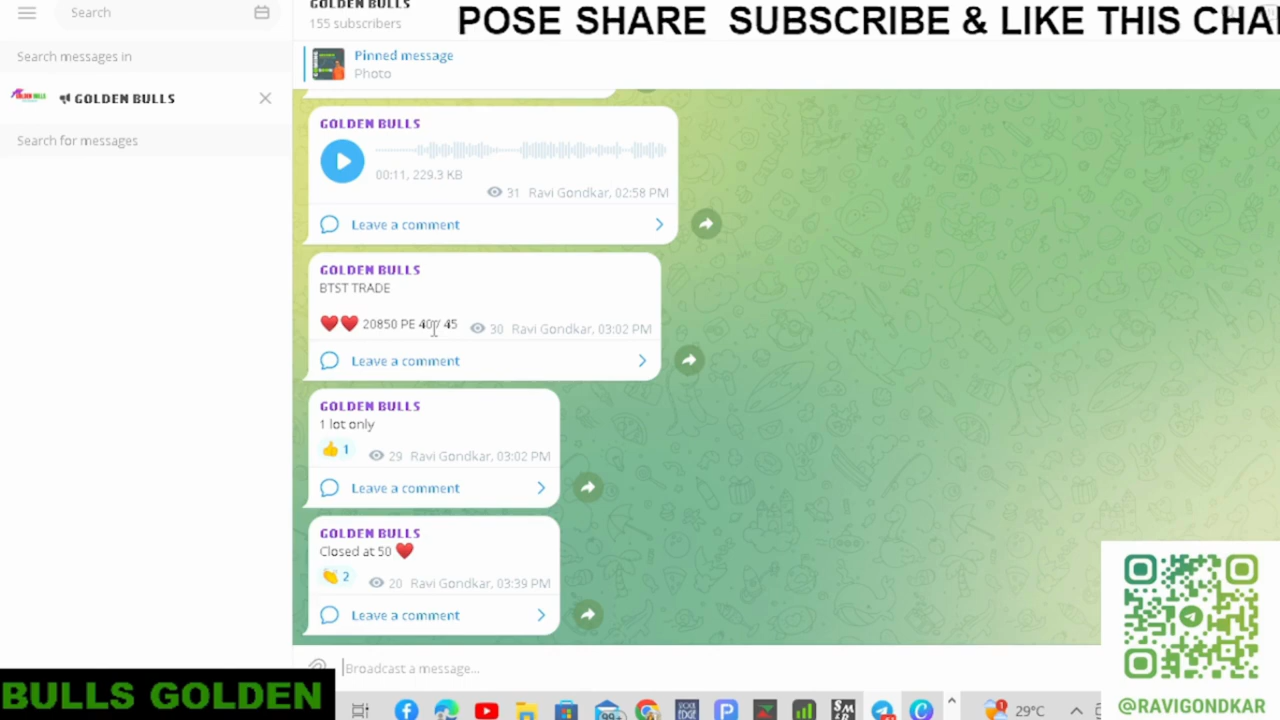 GOLDEN BULLS
155 subscribers
POSE SHARE SUBSCRIBE & LIKE THIS CHA
Search
Pinned message
Photo
Search messages in
GOLDEN BULLS
Search for messages
GOLDEN BULLS
00:11, 229.3 KB
31 Ravi Gondkar, 02:58 PM
Leave a comment
GOLDEN BULLS
BTST TRADE
20850 PE 40/ 45
30 Ravi Gondkar, 03:02 PM
Leave a comment
GOLDEN BULLS
1 lot only
1
29 Ravi Gondkar, 03:02 PM
Leave a comment
GOLDEN BULLS
Closed at 50
2
20 Ravi Gondkar, 03:39 PM
Leave a comment
Broadcast a message...
BULLS GOLDEN
99+
29°C
@RAVIGONDKAR